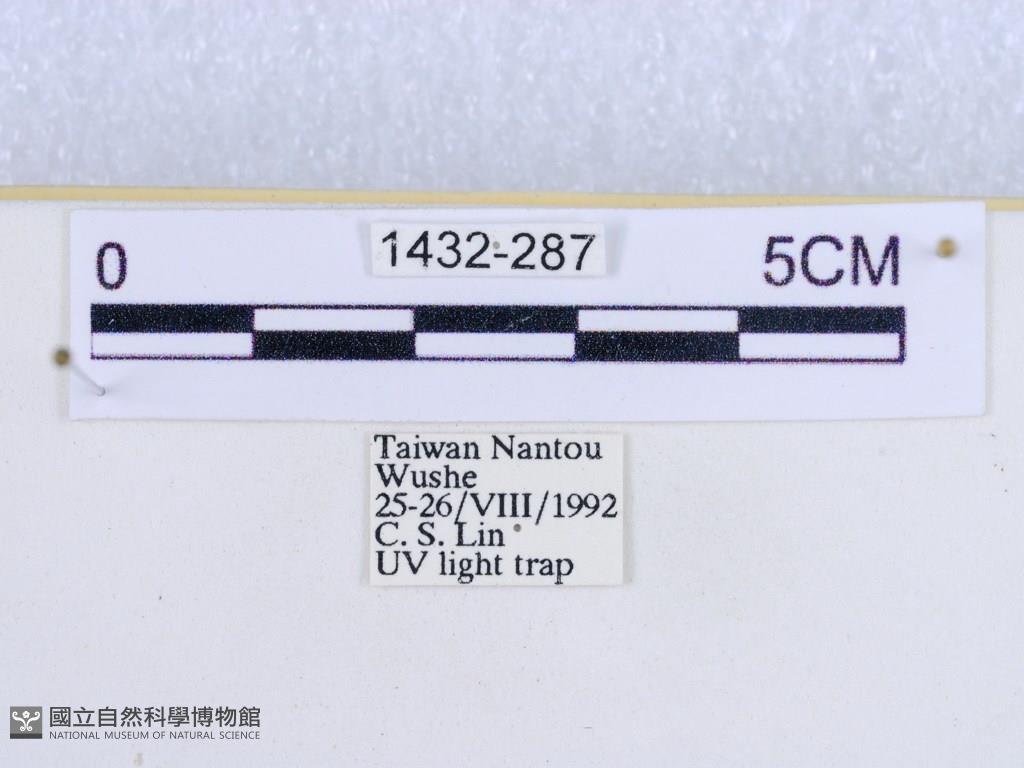 0
1432-287
5CM
Taiwan Nantou
Wushe
25-26/VIII/1992
C. S. Lin
UV light trap
國立自然科學博物館
NATIONAL MUSEUM OF NATURAL SCIENCE